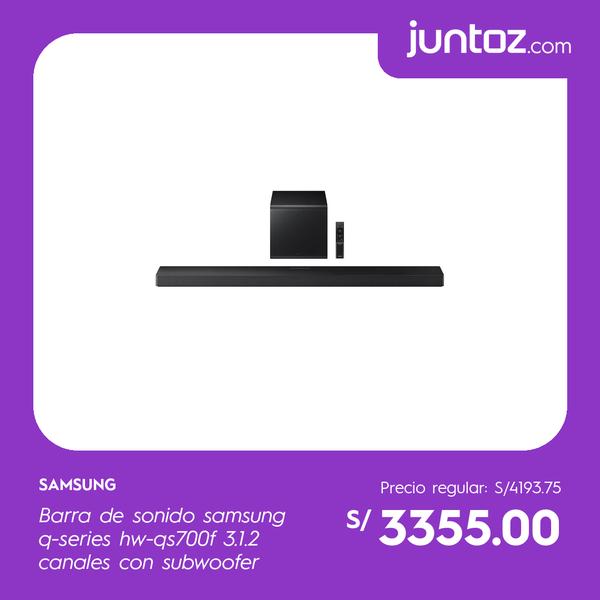 juntoz.com
SAMSUNG
Barra de sonido samsung
q-series hw-qs700f 3.1.2
canales con subwoofer
Precio regular: S/4193.75
S/ 3355.00